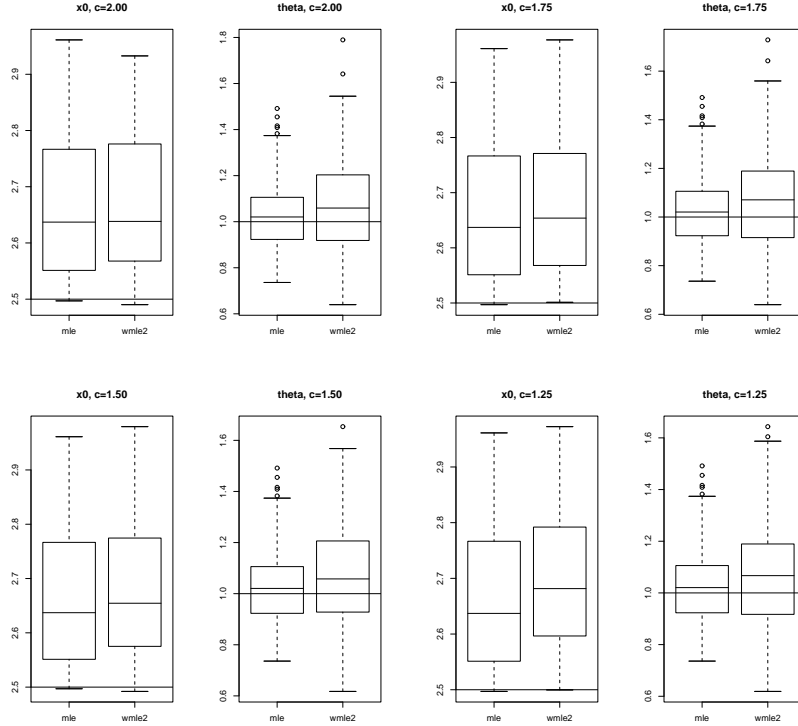 x0, c=2.00
2.5 2.6 2.7 2.8 2.9
mle wmle2
theta, c=2.00
0.6 0.8 1.0 1.2 1.4 1.6 1.8
mle wmle2
x0, c=1.75
2.5 2.6 2.7 2.8 2.9
mle wmle2
theta, c=1.75
0.6 0.8 1.0 1.2 1.4 1.6
mle wmle2
x0, c=1.50
2.5 2.6 2.7 2.8 2.9
mle wmle2
theta, c=1.50
0.6 0.8 1.0 1.2 1.4 1.6
mle wmle2
x0, c=1.25
2.5 2.6 2.7 2.8 2.9
mle wmle2
theta, c=1.25
0.6 0.8 1.0 1.2 1.4 1.6
mle wmle2